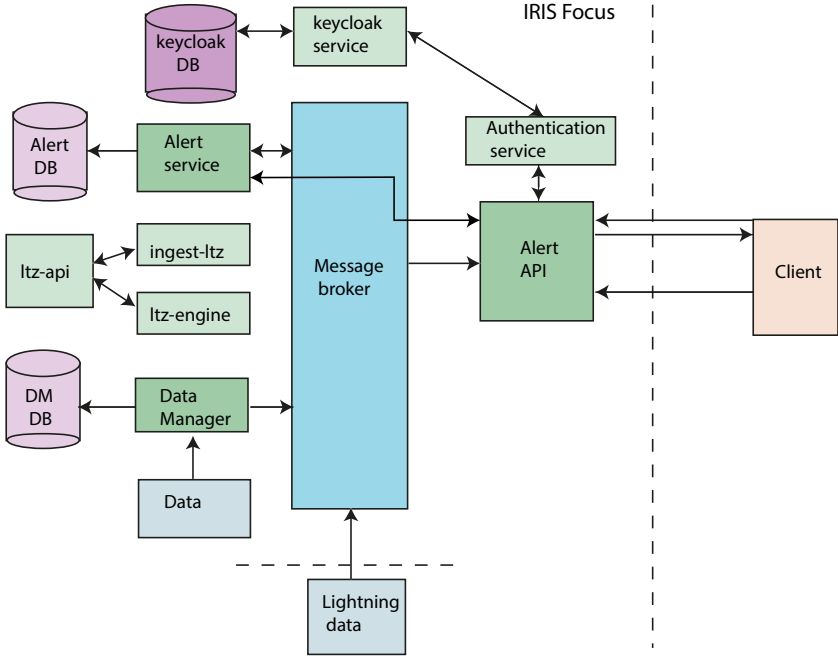 IRIS Focus
keycloak
DB
keycloak
service
Alert
DB
Alert
service
Authentication
service
ltz-api
ingest-ltz
ltz-engine
Message
broker
Alert
API
Client
DM
DB
Data
Manager
Data
Lightning
data